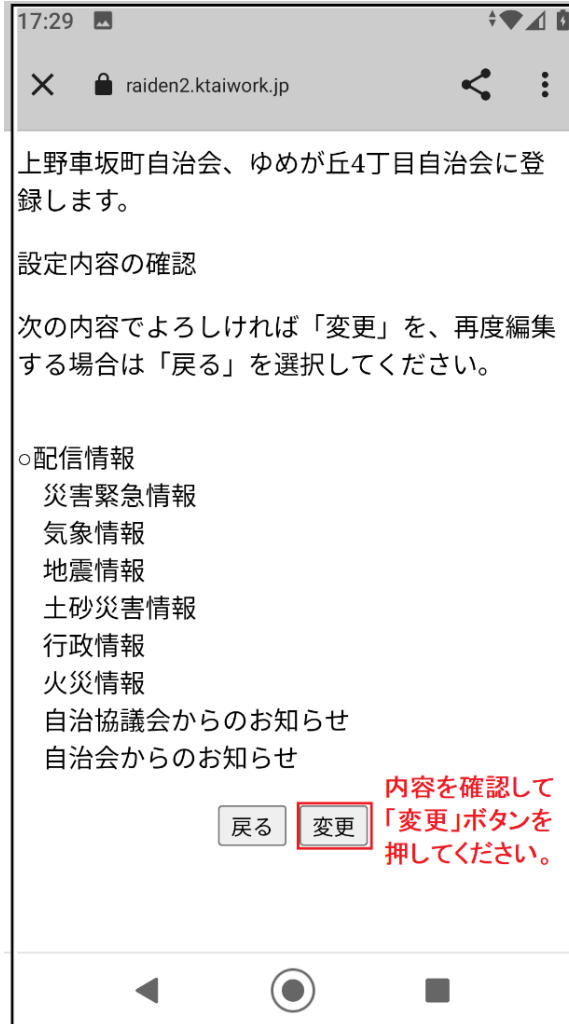 17:29
raiden2.ktaiwork.jp
上野車坂町自治会、ゆめが丘4丁目自治会に登
録します。
設定内容の確認
次の内容でよろしければ「変更」を、再度編集
する場合は「戻る」を選択してください。
○配信情報
災害緊急情報
気象情報
地震情報
土砂災害情報
行政情報
火災情報
自治協議会からのお知らせ
自治会からのお知らせ
戻る 変更
内容を確認して
「変更」ボタンを
押してください。